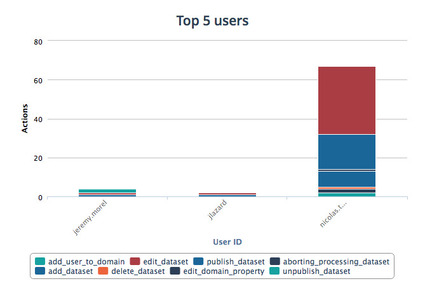 Top 5 users
80
60
40
20
0
Actions
jeremy.morel
jlazard
nicolas.t...
User ID
add_user_to_domain edit_dataset publish_dataset aborting_processing_dataset
add_dataset delete_dataset edit_domain_property unpublish_dataset